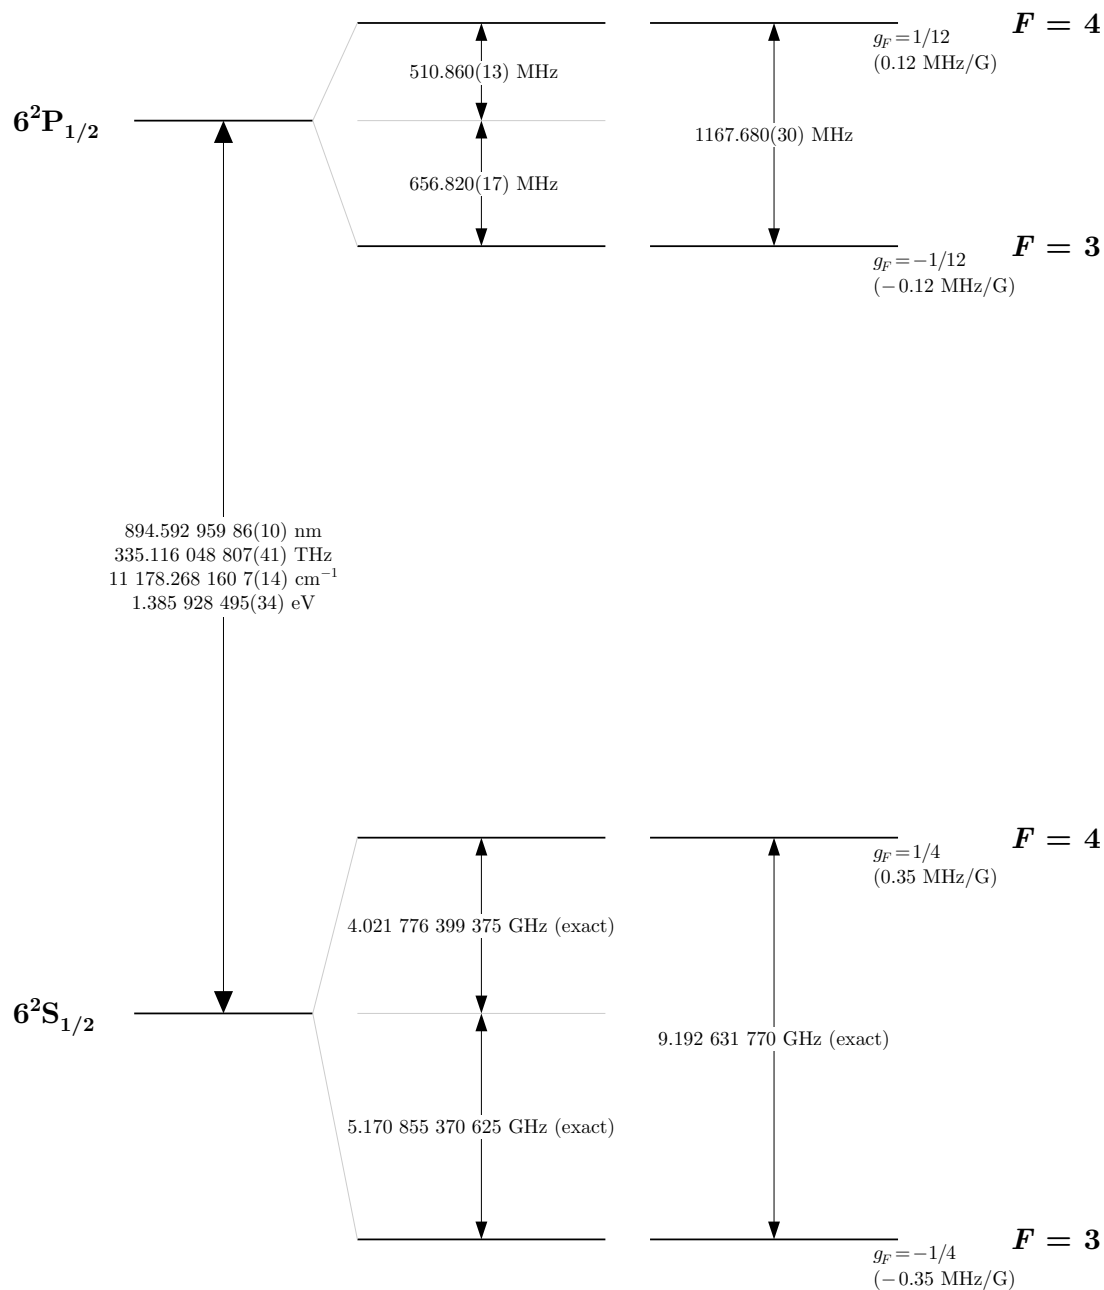 F = 4
g_F = 1/12
(0.12 MHz/G)
510.860(13) MHz
6²P₁/₂
1167.680(30) MHz
656.820(17) MHz
F = 3
g_F = −1/12
(−0.12 MHz/G)
894.592 959 86(10) nm
335.116 048 807(41) THz
11 178.268 160 7(14) cm⁻¹
1.385 928 495(34) eV
F = 4
g_F = 1/4
(0.35 MHz/G)
4.021 776 399 375 GHz (exact)
6²S₁/₂
9.192 631 770 GHz (exact)
5.170 855 370 625 GHz (exact)
F = 3
g_F = −1/4
(−0.35 MHz/G)